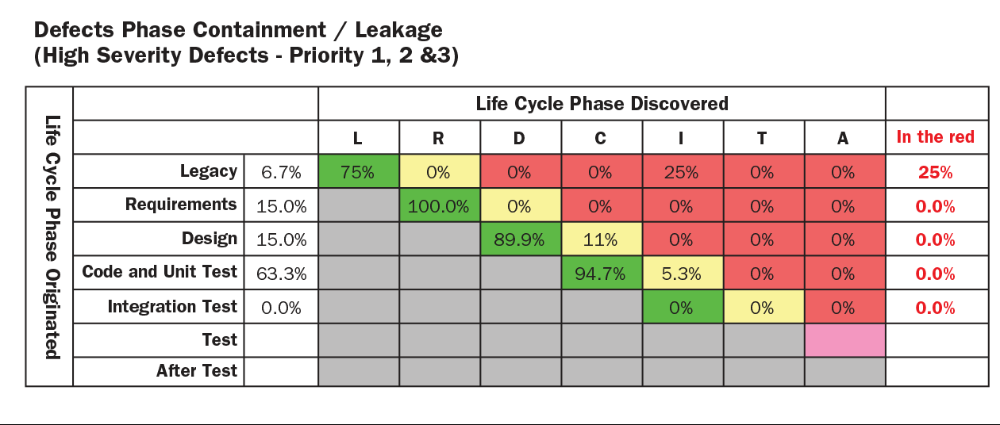 Defects Phase Containment / Leakage
(High Severity Defects - Priority 1, 2 &3)
Life Cycle Phase Originated
Life Cycle Phase Discovered
L R D C I T A In the red
Legacy 6.7% 75% 0% 0% 0% 25% 0% 0% 25%
Requirements 15.0% 100.0% 0% 0% 0% 0% 0% 0.0%
Design 15.0% 89.9% 11% 0% 0% 0% 0.0%
Code and Unit Test 63.3% 94.7% 5.3% 0% 0% 0.0%
Integration Test 0.0% 0% 0% 0% 0.0%
Test
After Test